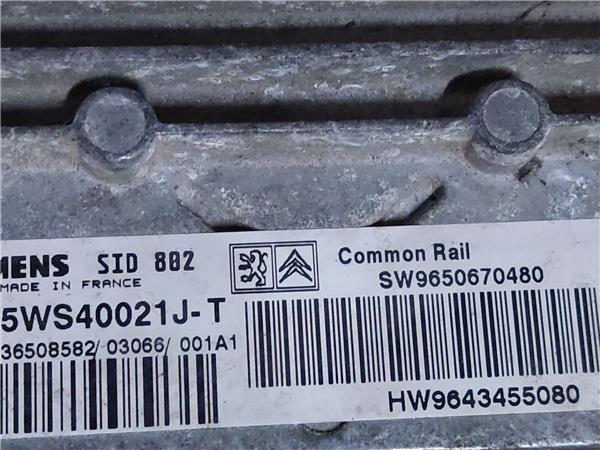 MENS SID 802
MADE IN FRANCE
5WS40021J-T
36508582/03066/ 001A1
Common Rail
SW9650670480
HW9643455080